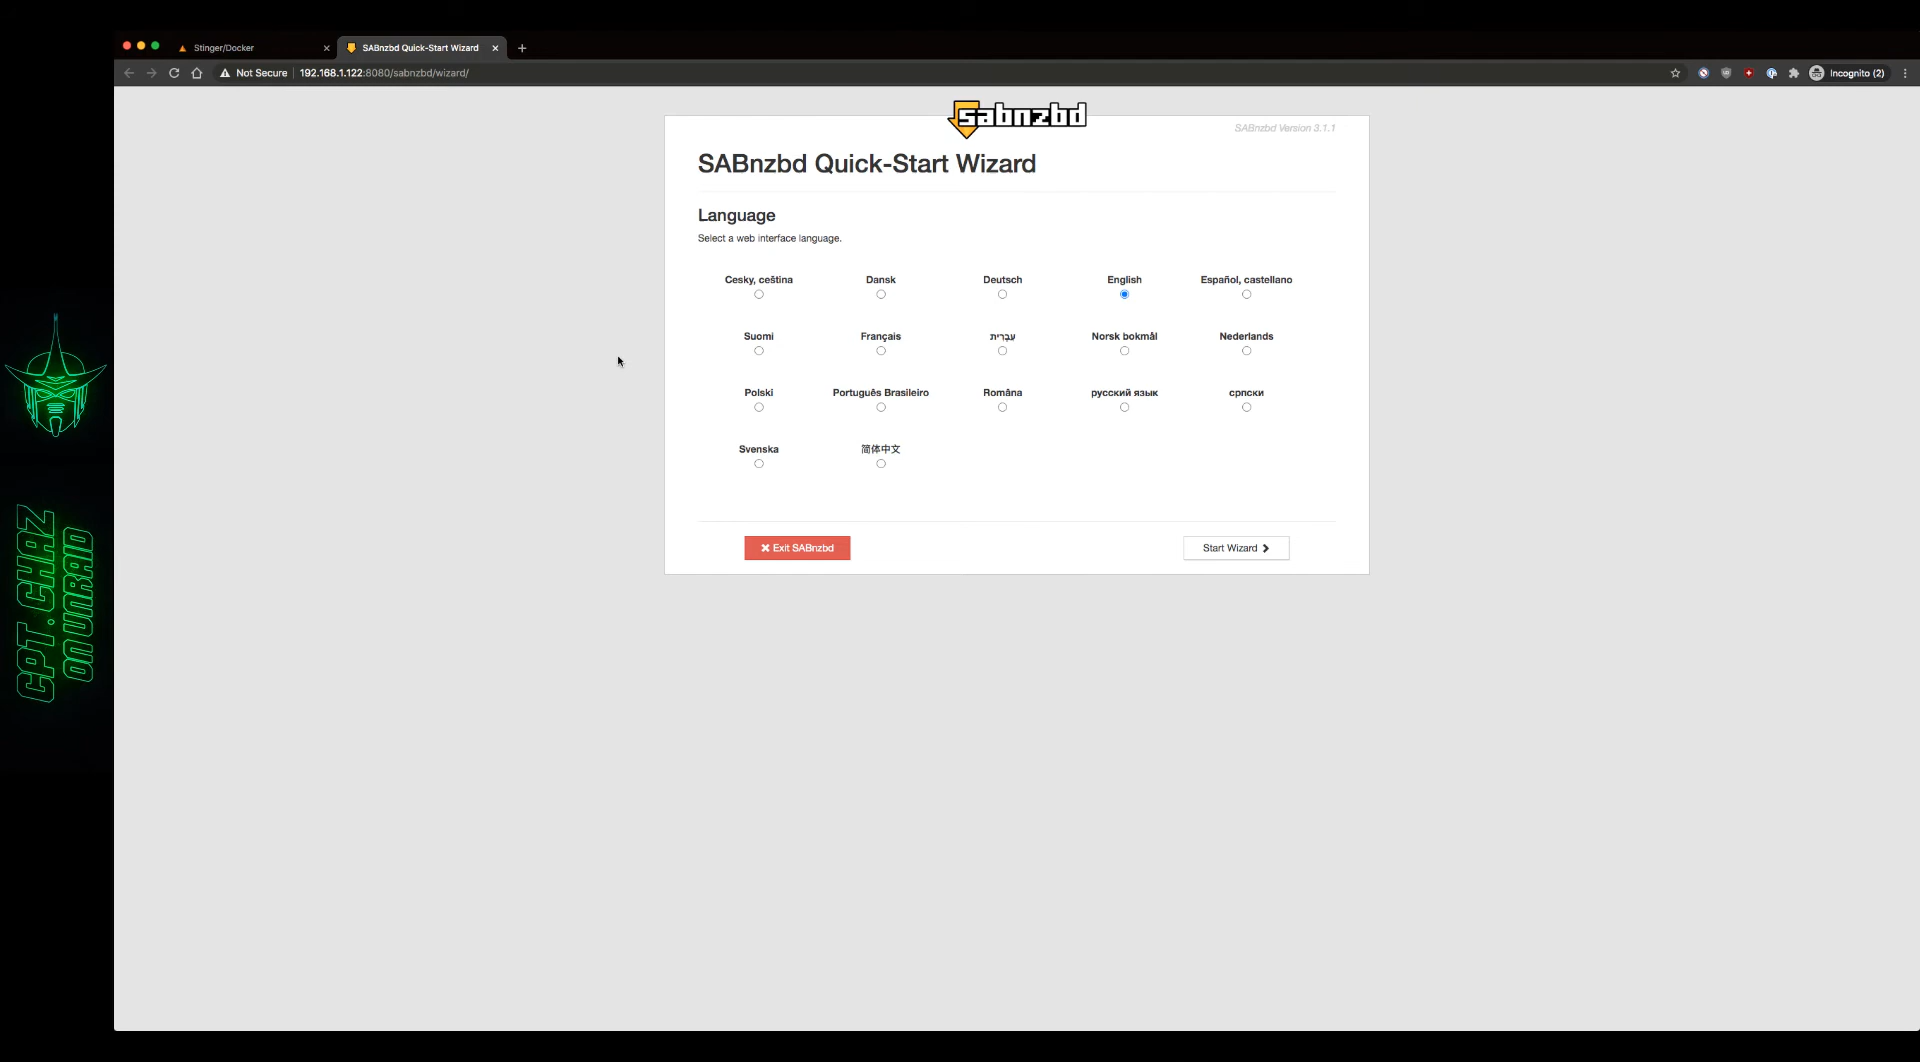 Stinger/Docker
SABnzbd Quick-Start Wizard
Not Secure
192.168.1.122:8080/sabnzbd/wizard/
Incognito (2)
sabnzbd
SABnzbd Version 3.1.1
SABnzbd Quick-Start Wizard
Language
Select a web interface language.
Cesky, ceština
Dansk
Deutsch
English
Español, castellano
Suomi
Français
עִבְרִית
Norsk bokmål
Nederlands
Polski
Português Brasileiro
Româna
русский язык
српски
Svenska
简体中文
Exit SABnzbd
Start Wizard
CPT. CHAZ
ON UNRAID